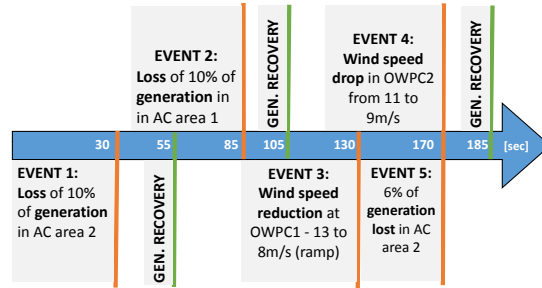 EVENT 2:
Loss of 10% of
generation in
in AC area 1
GEN. RECOVERY
EVENT 4:
Wind speed
drop in OWPC2
from 11 to
9m/s
GEN. RECOVERY
30 55 85 105 130 170 185 [sec]
EVENT 1:
Loss of 10%
of generation
in AC area 2
GEN. RECOVERY
EVENT 3:
Wind speed
reduction at
OWPC1 - 13 to
8m/s (ramp)
EVENT 5:
6% of
generation
lost in AC
area 2